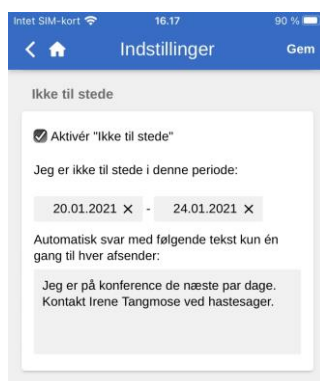 Intet SIM-kort 16.17 90 %
Indstillinger Gem
Ikke til stede
Aktivér "Ikke til stede"
Jeg er ikke til stede i denne periode:
20.01.2021 × - 24.01.2021 ×
Automatisk svar med følgende tekst kun én
gang til hver afsender:
Jeg er på konference de næste par dage.
Kontakt Irene Tangmose ved hastesager.